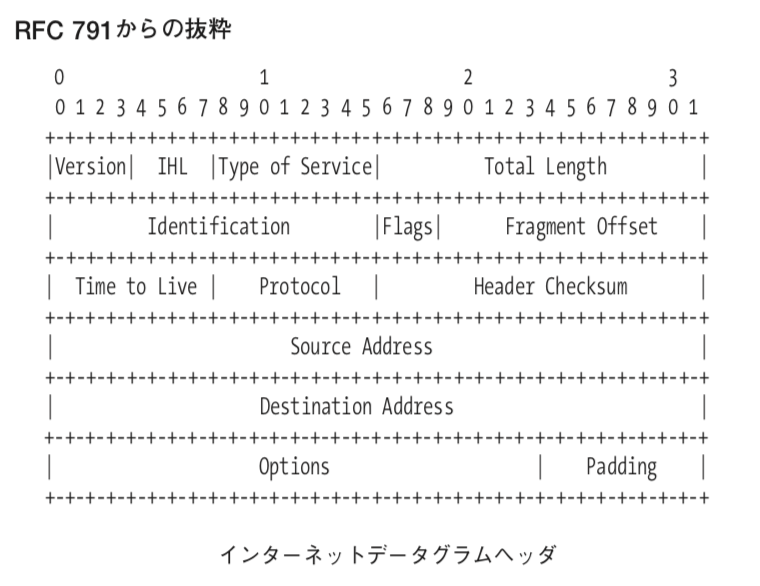 RFC 791からの抜粋
0                   1                   2                   3
0 1 2 3 4 5 6 7 8 9 0 1 2 3 4 5 6 7 8 9 0 1 2 3 4 5 6 7 8 9 0 1
+-+-+-+-+-+-+-+-+-+-+-+-+-+-+-+-+-+-+-+-+-+-+-+-+-+-+-+-+-+-+-+-+
|Version|  IHL  |Type of Service|          Total Length         |
+-+-+-+-+-+-+-+-+-+-+-+-+-+-+-+-+-+-+-+-+-+-+-+-+-+-+-+-+-+-+-+-+
|         Identification        |Flags|      Fragment Offset    |
+-+-+-+-+-+-+-+-+-+-+-+-+-+-+-+-+-+-+-+-+-+-+-+-+-+-+-+-+-+-+-+-+
|  Time to Live |    Protocol   |         Header Checksum       |
+-+-+-+-+-+-+-+-+-+-+-+-+-+-+-+-+-+-+-+-+-+-+-+-+-+-+-+-+-+-+-+-+
|                       Source Address                          |
+-+-+-+-+-+-+-+-+-+-+-+-+-+-+-+-+-+-+-+-+-+-+-+-+-+-+-+-+-+-+-+-+
|                    Destination Address                        |
+-+-+-+-+-+-+-+-+-+-+-+-+-+-+-+-+-+-+-+-+-+-+-+-+-+-+-+-+-+-+-+-+
|                    Options                    |    Padding    |
+-+-+-+-+-+-+-+-+-+-+-+-+-+-+-+-+-+-+-+-+-+-+-+-+-+-+-+-+-+-+-+-+
インターネットデータグラムヘッダ